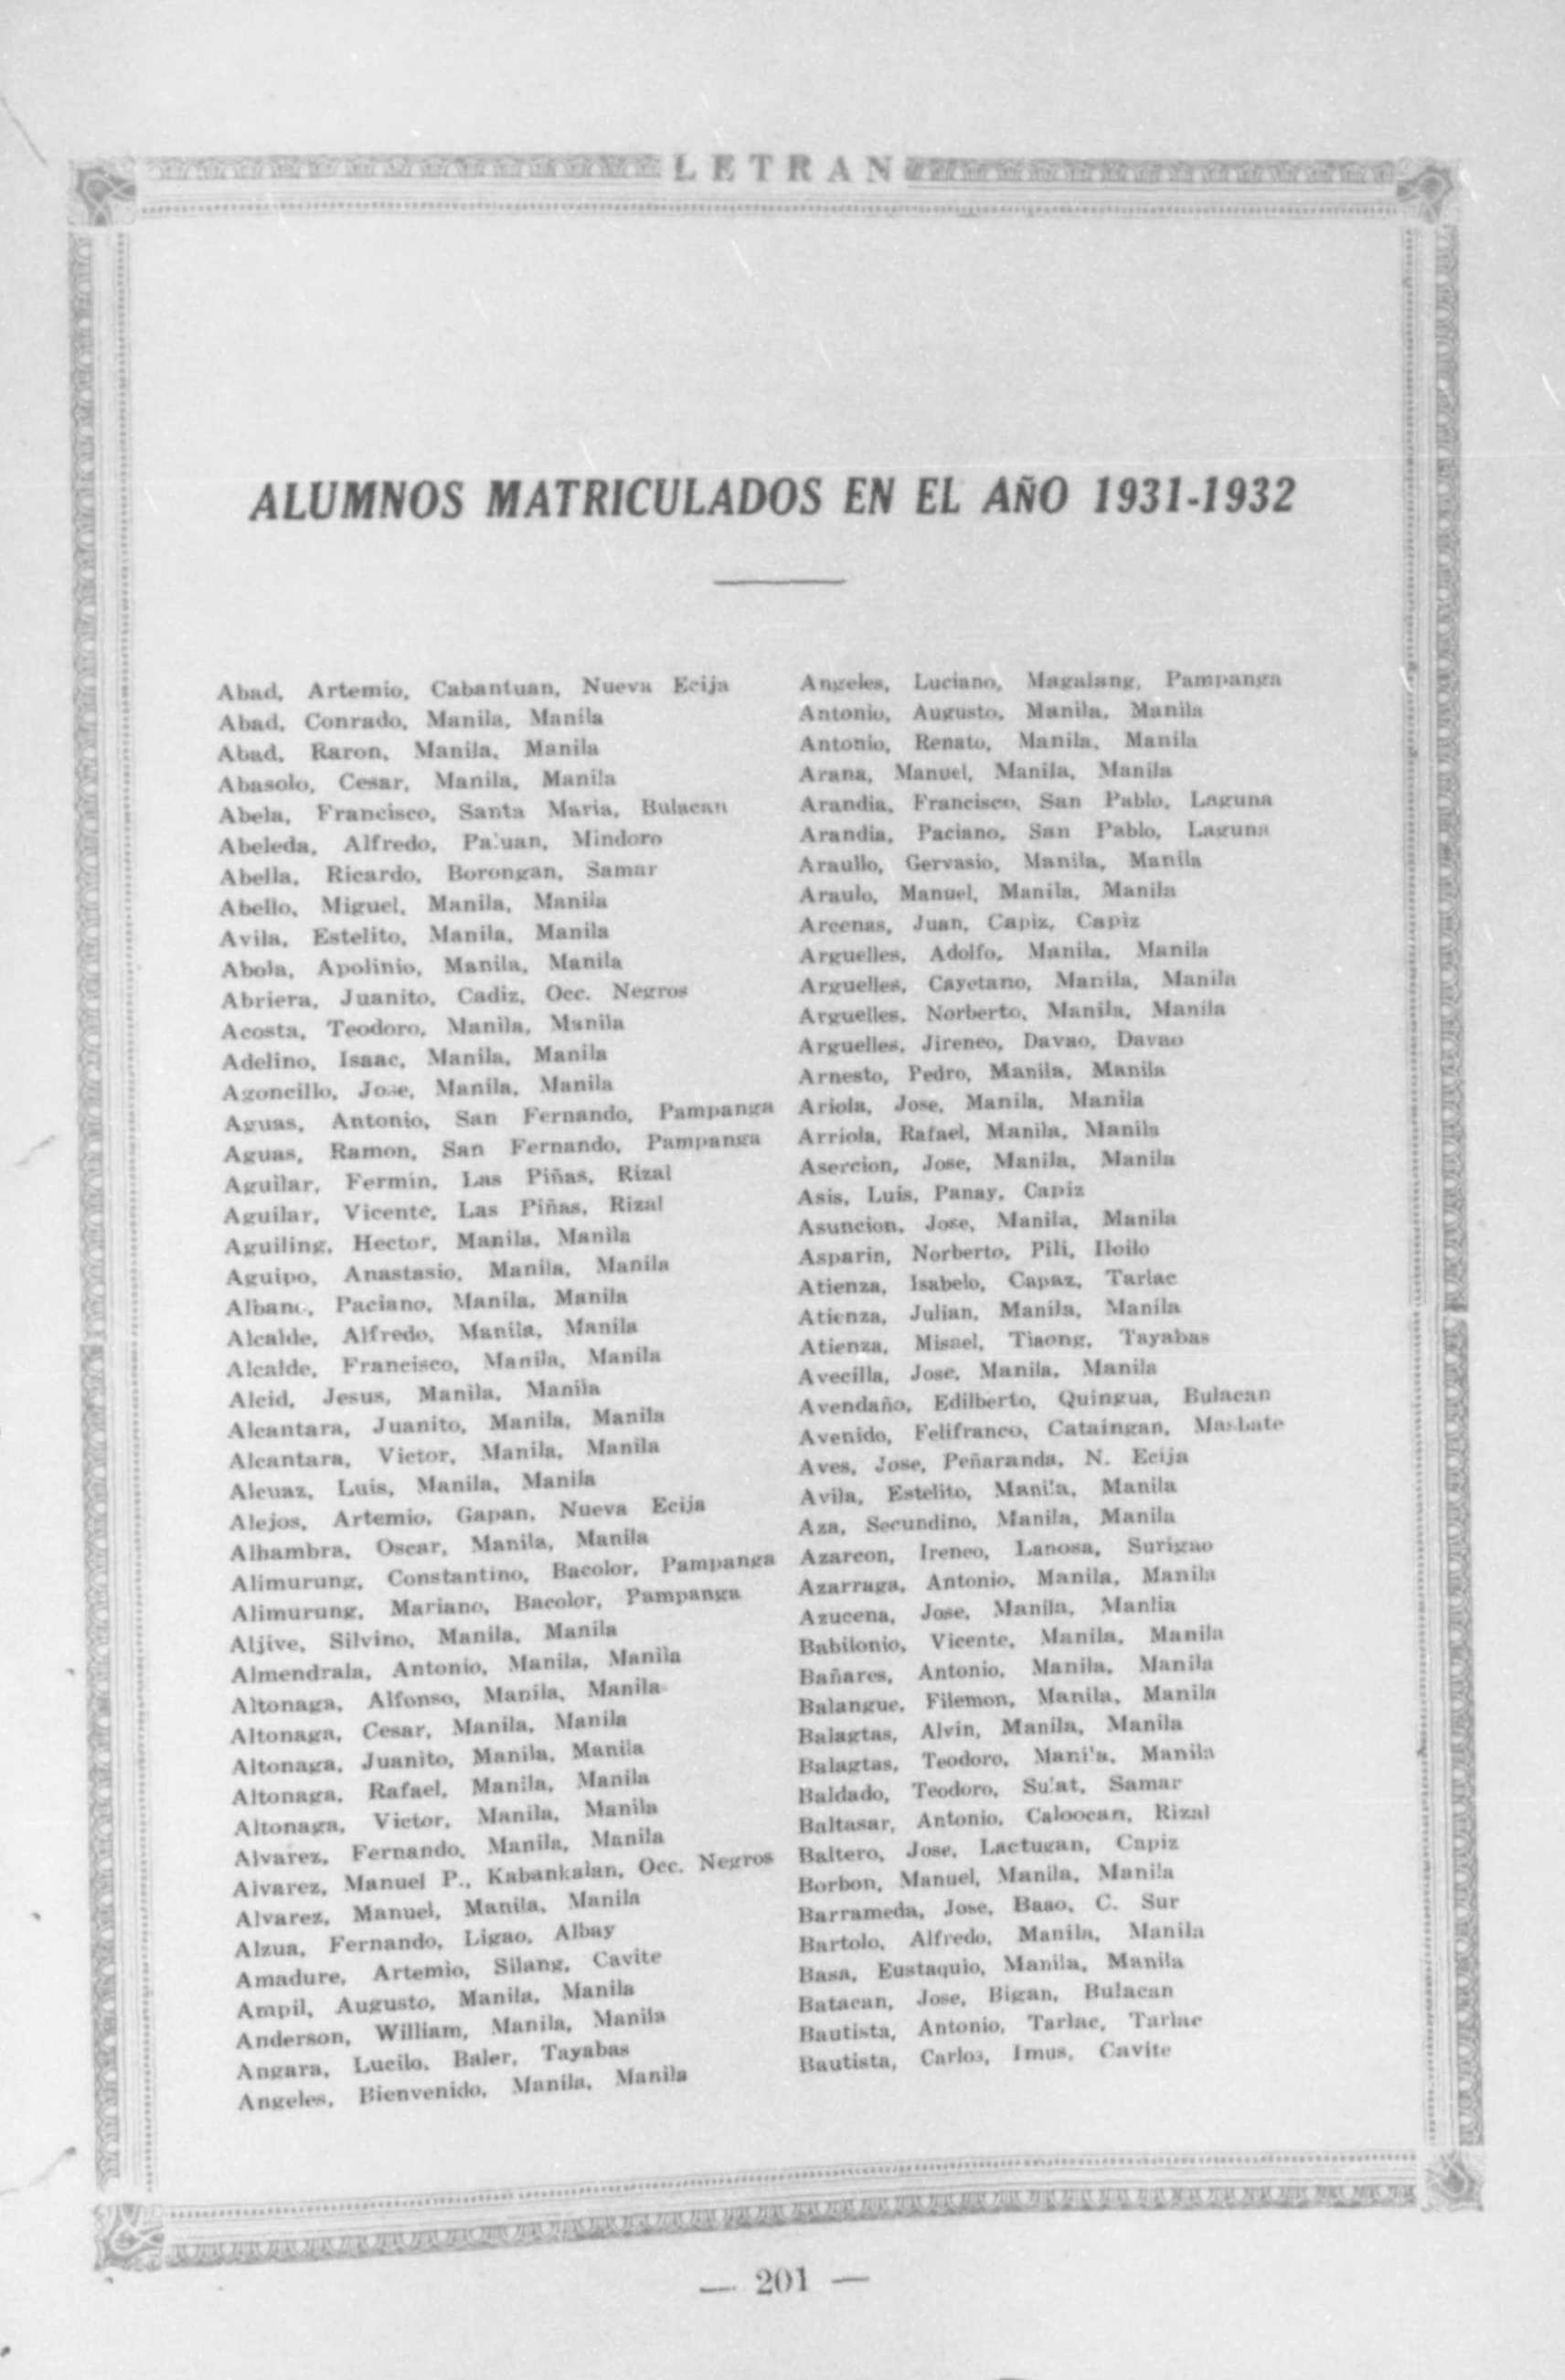 LETRAN
ALUMNOS MATRICULADOS EN EL AÑO 1931-1932
Abad, Artemio, Cabantuan, Nueva Ecija
Abad, Conrado, Manila, Manila
Abad, Raron, Manila, Manila
Abasolo, Cesar, Manila, Manila
Abela, Francisco, Santa Maria, Bulacan
Abeleda, Alfredo, Paluan, Mindoro
Abella, Ricardo, Borongan, Samar
Abello, Miguel, Manila, Manila
Avila, Estelito, Manila, Manila
Abola, Apolinio, Manila, Manila
Abriera, Juanito, Cadiz, Occ. Negros
Acosta, Teodoro, Manila, Manila
Adelino, Isaac, Manila, Manila
Agoncillo, Jose, Manila, Manila
Aguas, Antonio, San Fernando, Pampanga
Aguas, Ramon, San Fernando, Pampanga
Aguilar, Fermin, Las Piñas, Rizal
Aguilar, Vicente, Las Piñas, Rizal
Aguiling, Hector, Manila, Manila
Aguipo, Anastasio, Manila, Manila
Albano, Paciano, Manila, Manila
Alcalde, Alfredo, Manila, Manila
Alcalde, Francisco, Manila, Manila
Alcid, Jesus, Manila, Manila
Alcantara, Juanito, Manila, Manila
Alcantara, Victor, Manila, Manila
Alcuaz, Luis, Manila, Manila
Alejos, Artemio, Gapan, Nueva Ecija
Alhambra, Oscar, Manila, Manila
Alimurung, Constantino, Bacolor, Pampanga
Alimurung, Mariano, Bacolor, Pampanga
Aljive, Silvino, Manila, Manila
Almendrala, Antonio, Manila, Manila
Altonaga, Alfonso, Manila, Manila
Altonaga, Cesar, Manila, Manila
Altonaga, Juanito, Manila, Manila
Altonaga, Rafael, Manila, Manila
Altonaga, Victor, Manila, Manila
Alvarez, Fernando, Manila, Manila
Alvarez, Manuel P., Kabankalan, Occ. Negros
Alvarez, Manuel, Manila, Manila
Alzua, Fernando, Ligao, Albay
Amadure, Artemio, Silang, Cavite
Ampil, Augusto, Manila, Manila
Anderson, William, Manila, Manila
Angara, Lucilo, Baler, Tayabas
Angeles, Bienvenido, Manila, Manila
Angeles, Luciano, Magalang, Pampanga
Antonio, Augusto, Manila, Manila
Antonio, Renato, Manila, Manila
Arana, Manuel, Manila, Manila
Arandia, Francisco, San Pablo, Laguna
Arandia, Paciano, San Pablo, Laguna
Araullo, Gervasio, Manila, Manila
Araulo, Manuel, Manila, Manila
Arcenas, Juan, Capiz, Capiz
Arguelles, Adolfo, Manila, Manila
Arguelles, Cayetano, Manila, Manila
Arguelles, Norberto, Manila, Manila
Arguelles, Jireneo, Davao, Davao
Arnesto, Pedro, Manila, Manila
Ariola, Jose, Manila, Manila
Arriola, Rafael, Manila, Manila
Asercion, Jose, Manila, Manila
Asis, Luis, Panay, Capiz
Asuncion, Jose, Manila, Manila
Asparin, Norberto, Pili, Iloilo
Atienza, Isabelo, Capaz, Tarlac
Atienza, Julian, Manila, Manila
Atienza, Misael, Tiaong, Tayabas
Avecilla, Jose, Manila, Manila
Avendaño, Edilberto, Quingua, Bulacan
Avenido, Felifranco, Cataingan, Masbate
Aves, Jose, Peñaranda, N. Ecija
Avila, Estelito, Manila, Manila
Aza, Secundino, Manila, Manila
Azarcon, Ireneo, Lanosa, Surigao
Azarraga, Antonio, Manila, Manila
Azucena, Jose, Manila, Manlia
Babilonio, Vicente, Manila, Manila
Bañares, Antonio, Manila, Manila
Balangue, Filemon, Manila, Manila
Balagtas, Alvin, Manila, Manila
Balagtas, Teodoro, Manila, Manila
Baldado, Teodoro, Sulat, Samar
Baltasar, Antonio, Caloocan, Rizal
Baltero, Jose, Lactugan, Capiz
Borbon, Manuel, Manila, Manila
Barrameda, Jose, Baao, C. Sur
Bartolo, Alfredo, Manila, Manila
Basa, Eustaquio, Manila, Manila
Batacan, Jose, Bigan, Bulacan
Bautista, Antonio, Tarlac, Tarlac
Bautista, Carlos, Imus, Cavite
— 201 —